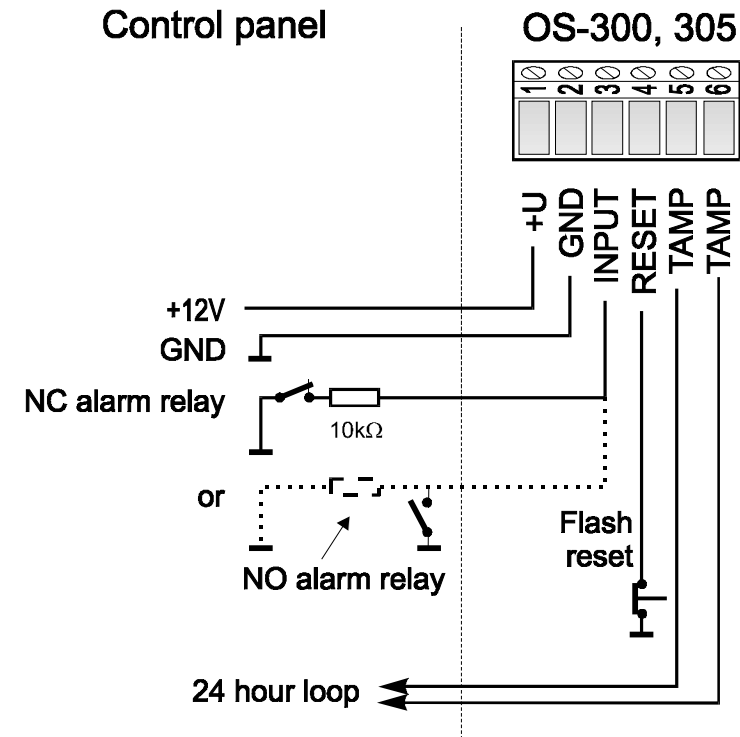 Control panel
OS-300, 305
1 2 3 4 5 6
+U
GND
INPUT
RESET
TAMP
TAMP
+12V
GND
NC alarm relay
10kΩ
or
NO alarm relay
Flash
reset
24 hour loop